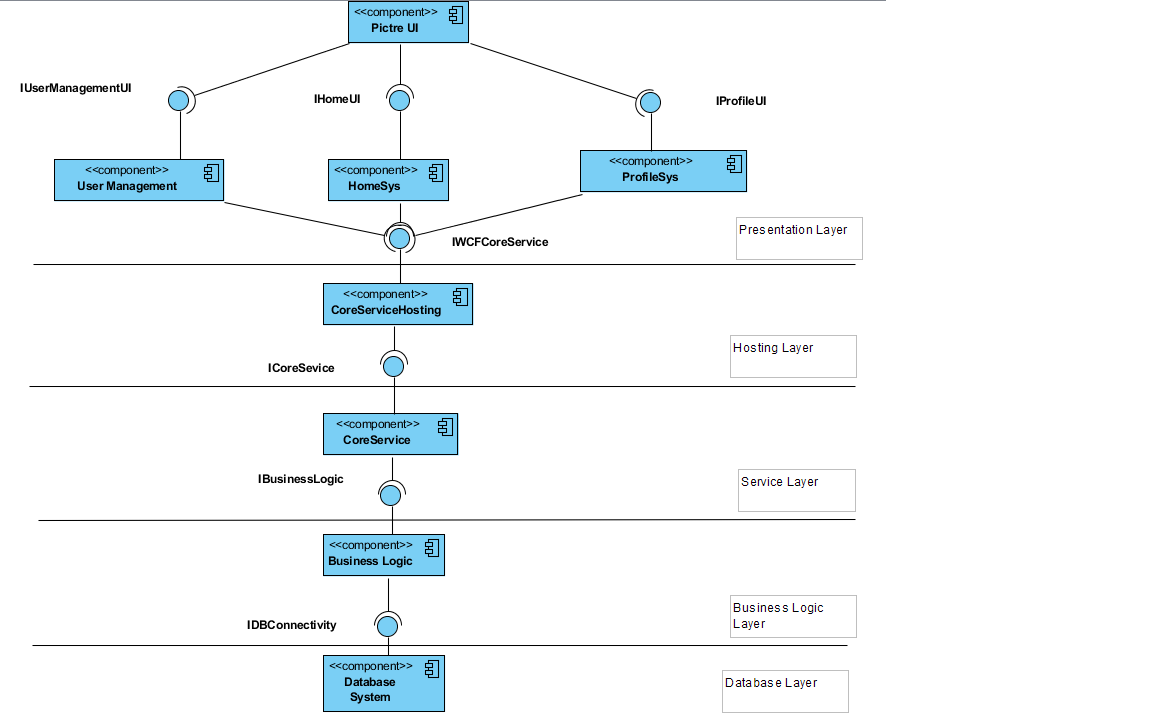 <<component>>
Pictre UI
IUserManagementUI
IHomeUI
IProfileUI
<<component>>
User Management
<<component>>
HomeSys
<<component>>
ProfileSys
IWCFCoreService
Presentation Layer
<<component>>
CoreServiceHosting
Hosting Layer
ICoreSevice
<<component>>
CoreService
IBusinessLogic
Service Layer
<<component>>
Business Logic
Business Logic
Layer
IDBConnectivity
<<component>>
Database
System
Database Layer